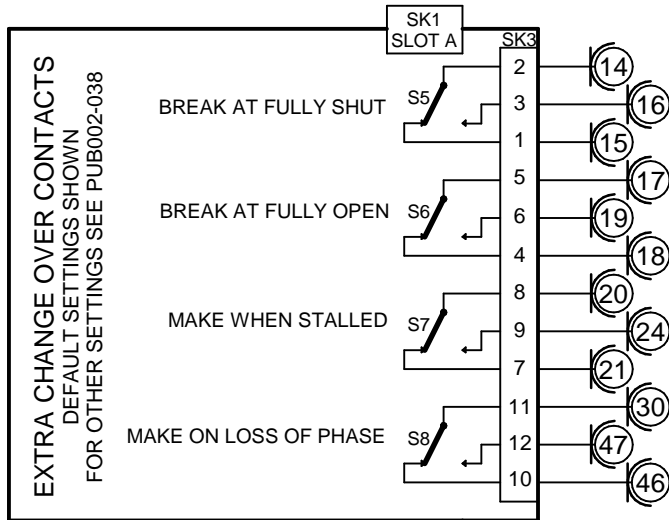 SK1
SLOT A
SK3
EXTRA CHANGE OVER CONTACTS
DEFAULT SETTINGS SHOWN
FOR OTHER SETTINGS SEE PUB002-038
BREAK AT FULLY SHUT
S5
2
14
3
16
1
15
BREAK AT FULLY OPEN
S6
5
17
6
19
4
18
MAKE WHEN STALLED
S7
8
20
9
24
7
21
MAKE ON LOSS OF PHASE
S8
11
30
12
47
10
46